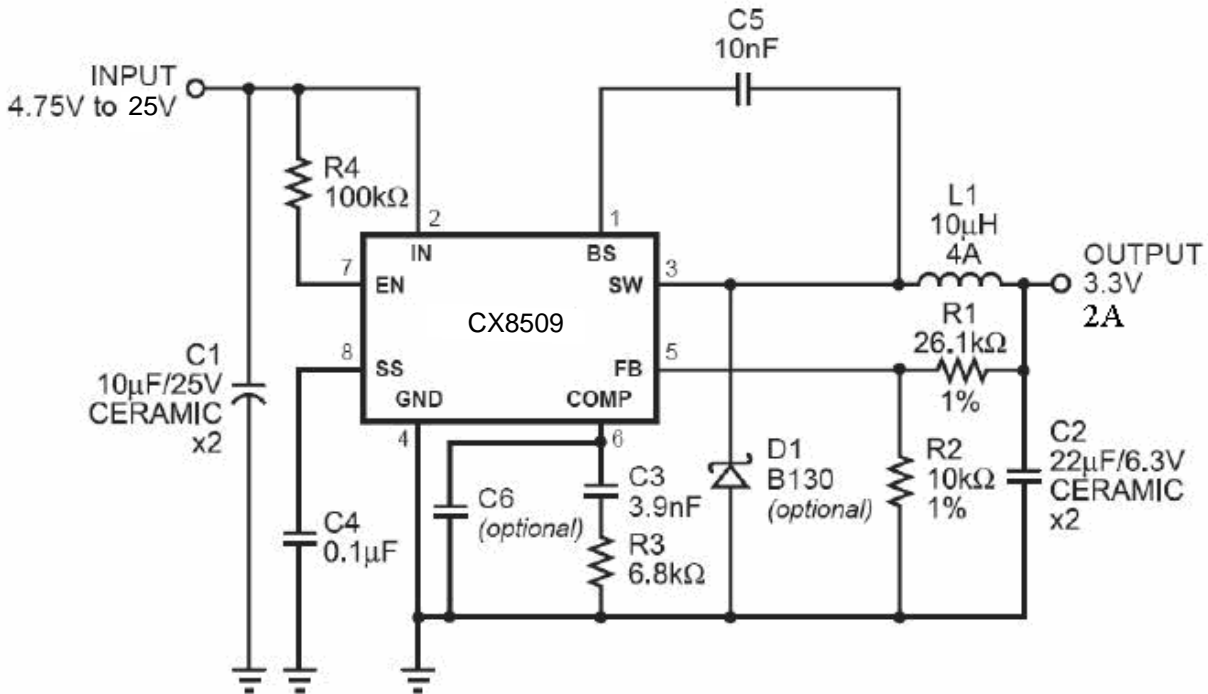 C5
10nF
INPUT
4.75V to 25V
R4
100kΩ
2
1
L1
10μH
4A
IN
BS
7
EN
SW
3
OUTPUT
3.3V
2A
CX8509
R1
26.1kΩ
1%
C1
10μF/25V
CERAMIC
x2
8
SS
FB
5
GND
COMP
4
6
C4
0.1μF
C6
(optional)
C3
3.9nF
R3
6.8kΩ
D1
B130
(optional)
R2
10kΩ
1%
C2
22μF/6.3V
CERAMIC
x2